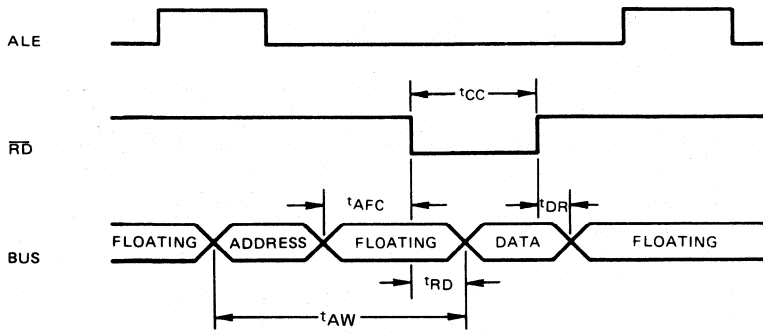 ALE
tCC
RD
tAFC
tDR
BUS
FLOATING ADDRESS FLOATING DATA FLOATING
tRD
tAW